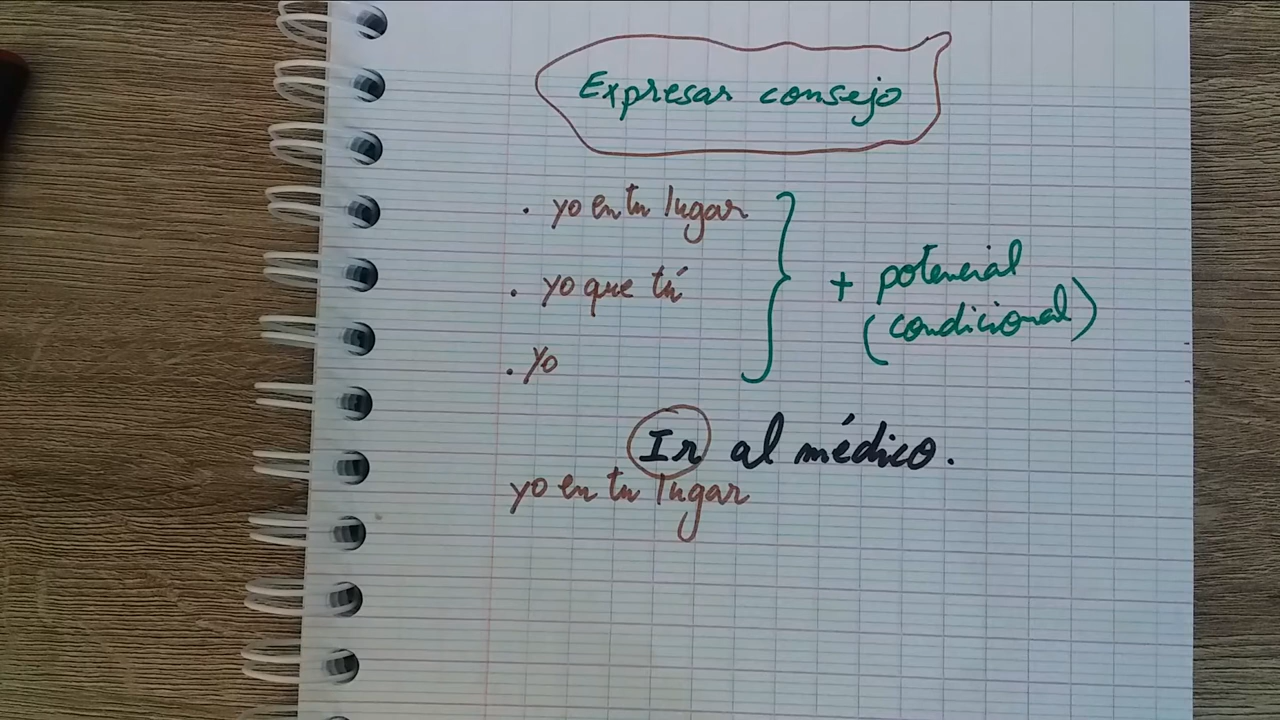 Expresar consejo
. yo en tu lugar
. yo que tú
. yo
+ potencial
(condicional)
Ir al médico.
yo en tu lugar